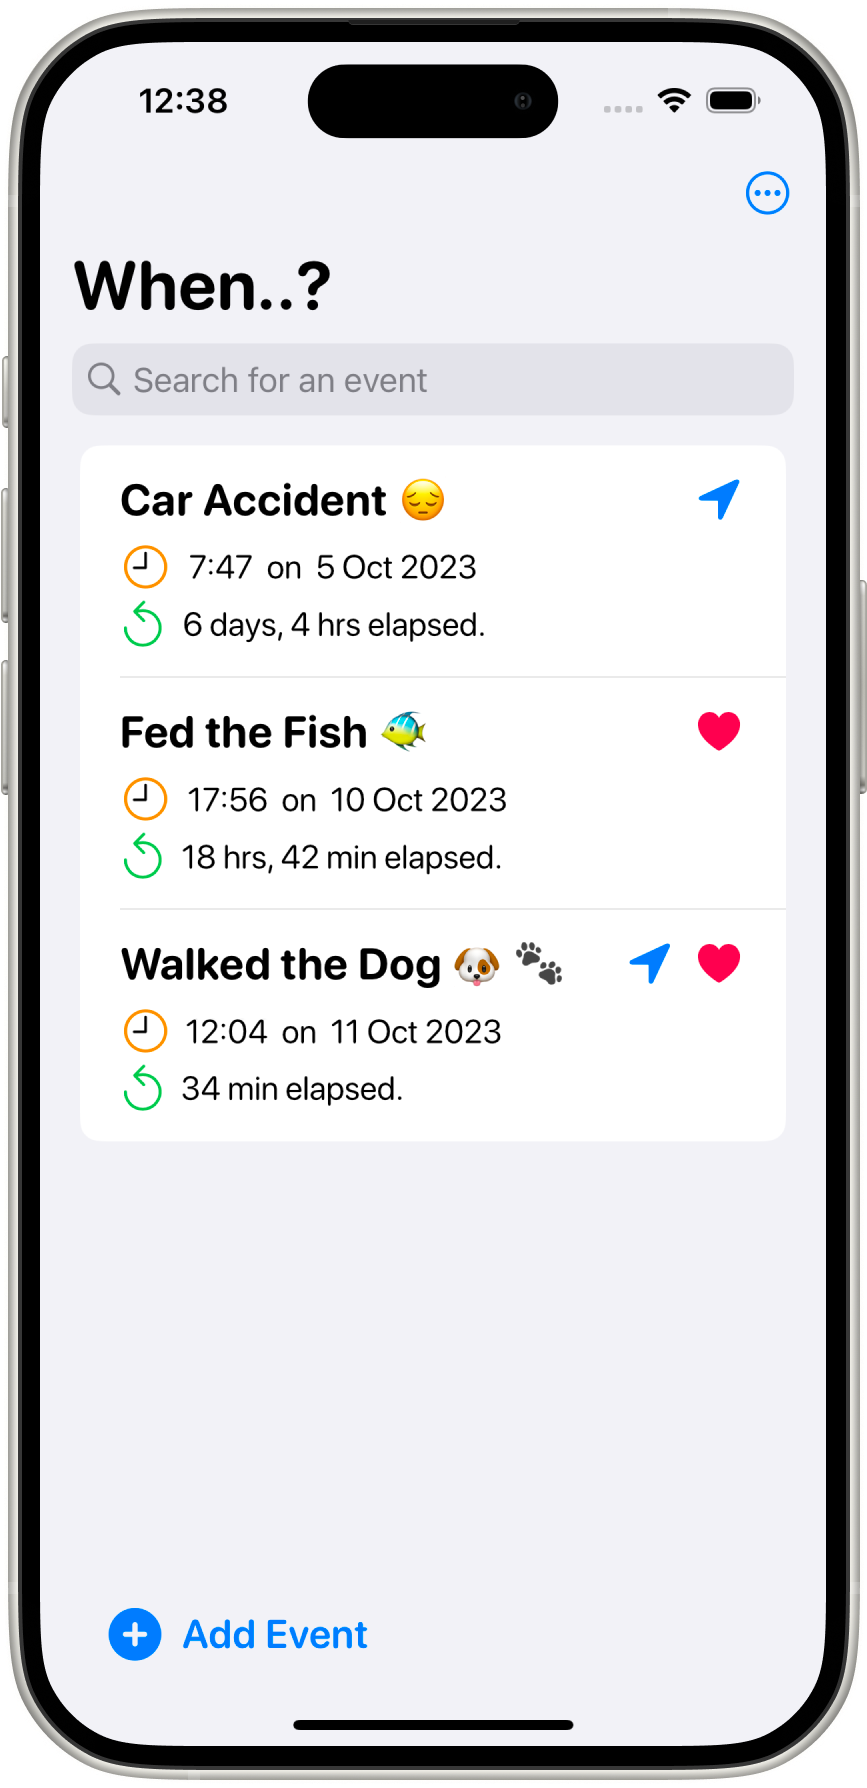 12:38
When..?
Search for an event
Car Accident 😔
7:47 on 5 Oct 2023
6 days, 4 hrs elapsed.
Fed the Fish 🐠
17:56 on 10 Oct 2023
18 hrs, 42 min elapsed.
Walked the Dog 🐶 🐾
12:04 on 11 Oct 2023
34 min elapsed.
Add Event